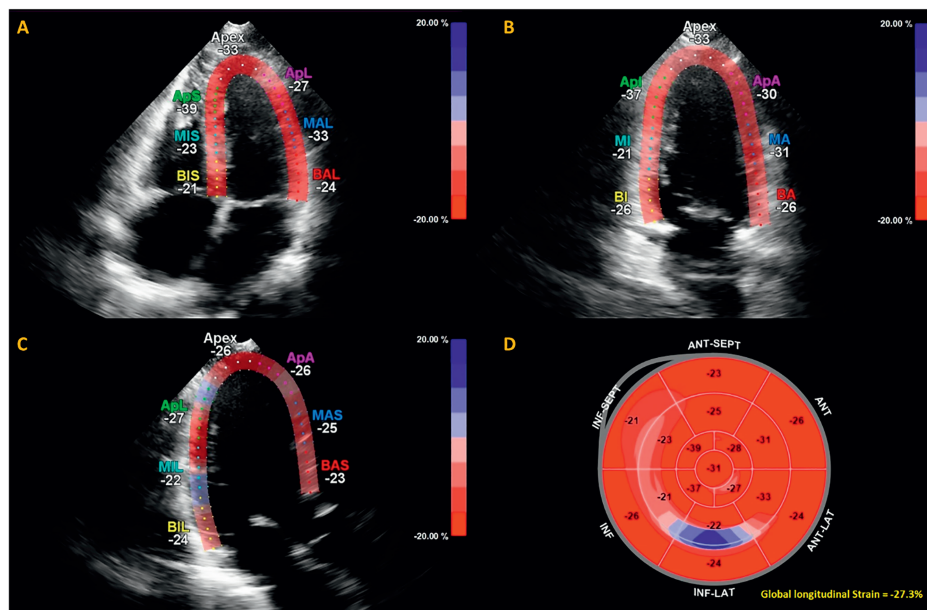 A
20.00 %
Apex
-33
ApL
-27
ApS
-39
MAL
-33
MIS
-23
BIS
-21
BAL
-24
-20.00 %
B
20.00 %
Apex
-33
ApI
-37
ApA
-30
MI
-21
MA
-31
BI
-26
BA
-26
-20.00 %
C
20.00 %
Apex
-26
ApA
-26
ApL
-27
MAS
-25
MIL
-22
BAS
-23
BIL
-24
-20.00 %
D
ANT-SEPT
INF-SEPT
ANT
INF
ANT-LAT
INF-LAT
-23
-21
-26
-25
-23
-31
-39
-28
-31
-37
-27
-21
-33
-26
-24
-22
-24
Global longitudinal Strain = -27.3%